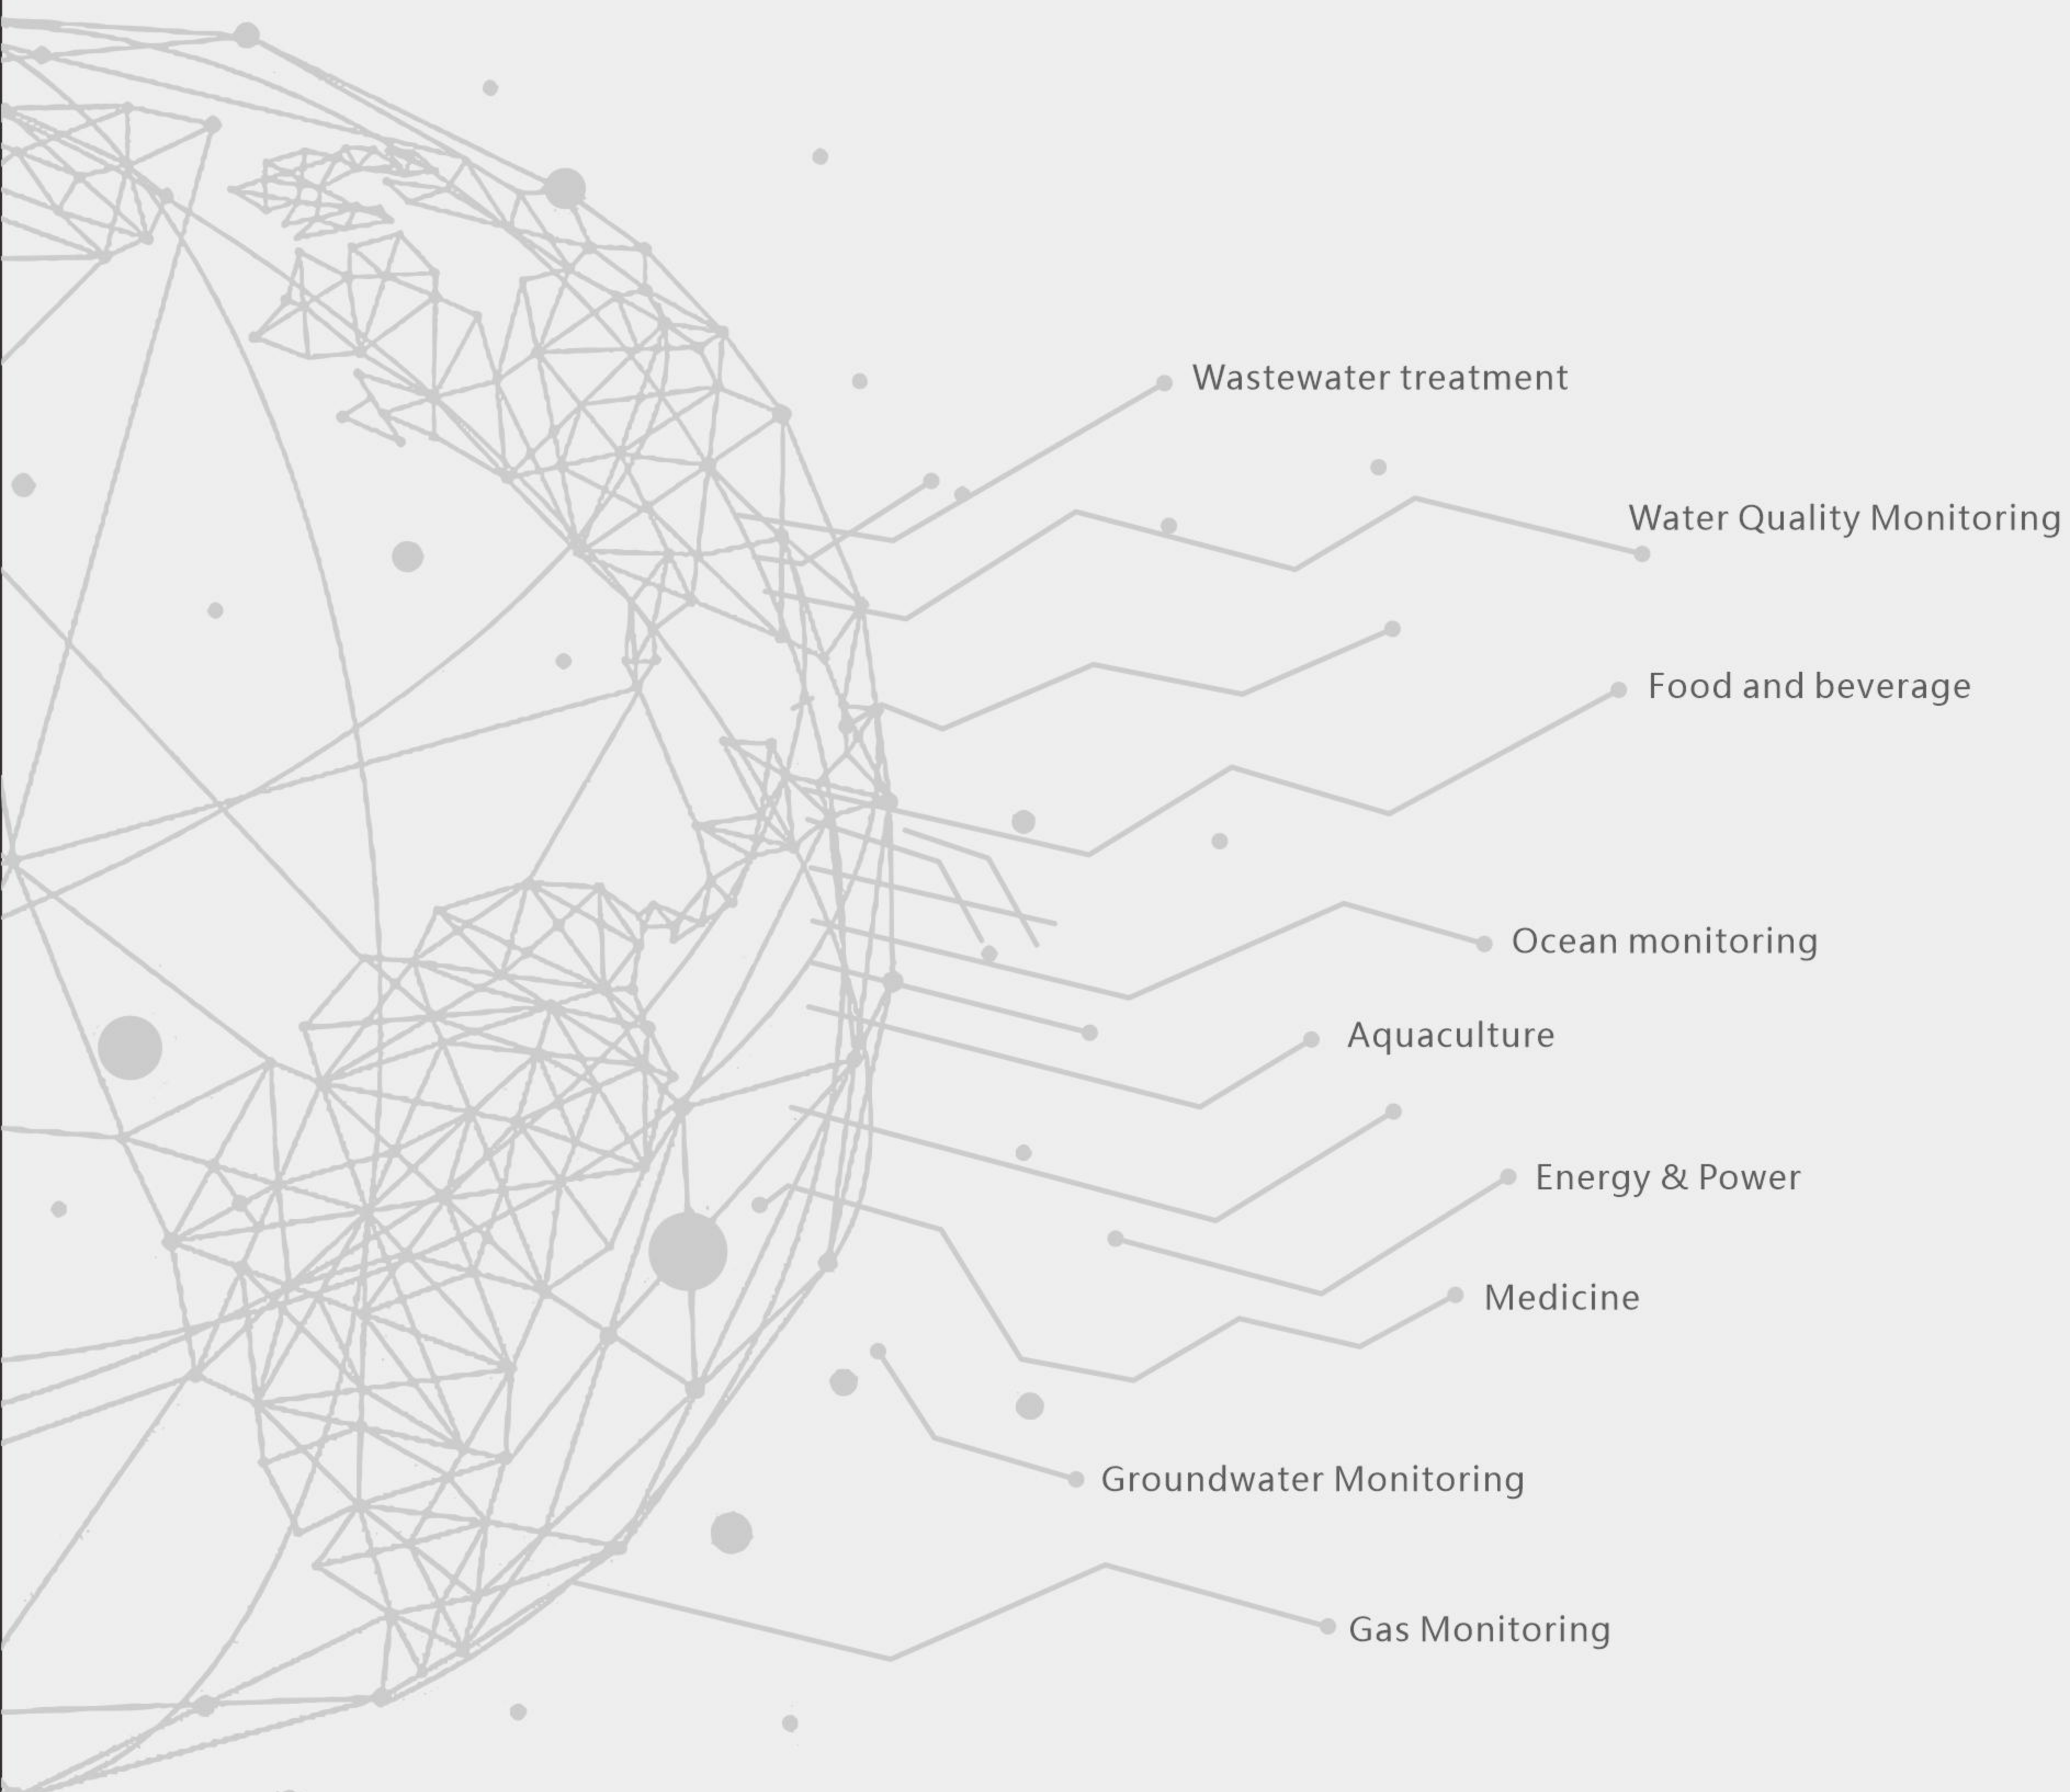 Wastewater treatment
Water Quality Monitoring
Food and beverage
Ocean monitoring
Aquaculture
Energy & Power
Medicine
Groundwater Monitoring
Gas Monitoring